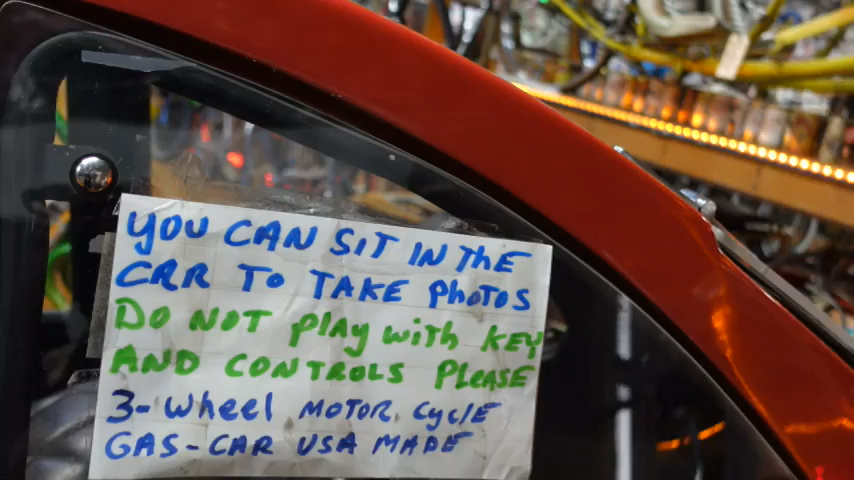 YOU CAN SIT IN THE
CAR TO TAKE PHOTOS
DO NOT PLAY with KEY
AND CONTROLS PLEASE
3-wheel MOTOR CYCLE
GAS-CAR USA MADE